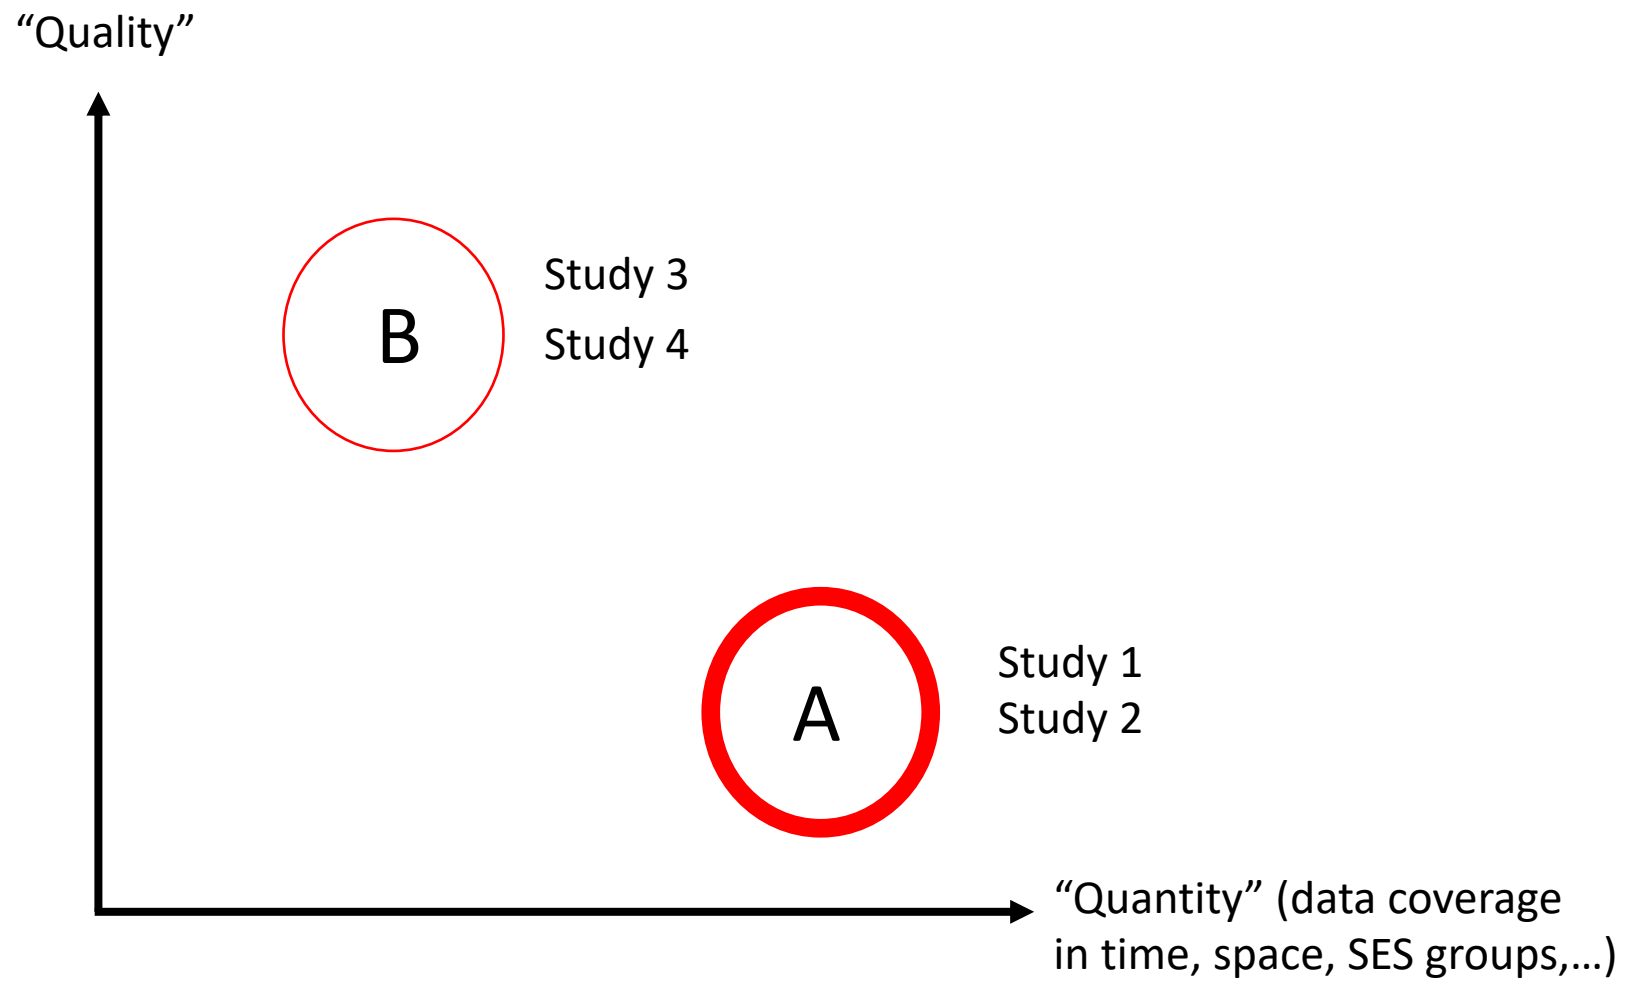 “Quality”
B
Study 3
Study 4
A
Study 1
Study 2
“Quantity” (data coverage
in time, space, SES groups,...)